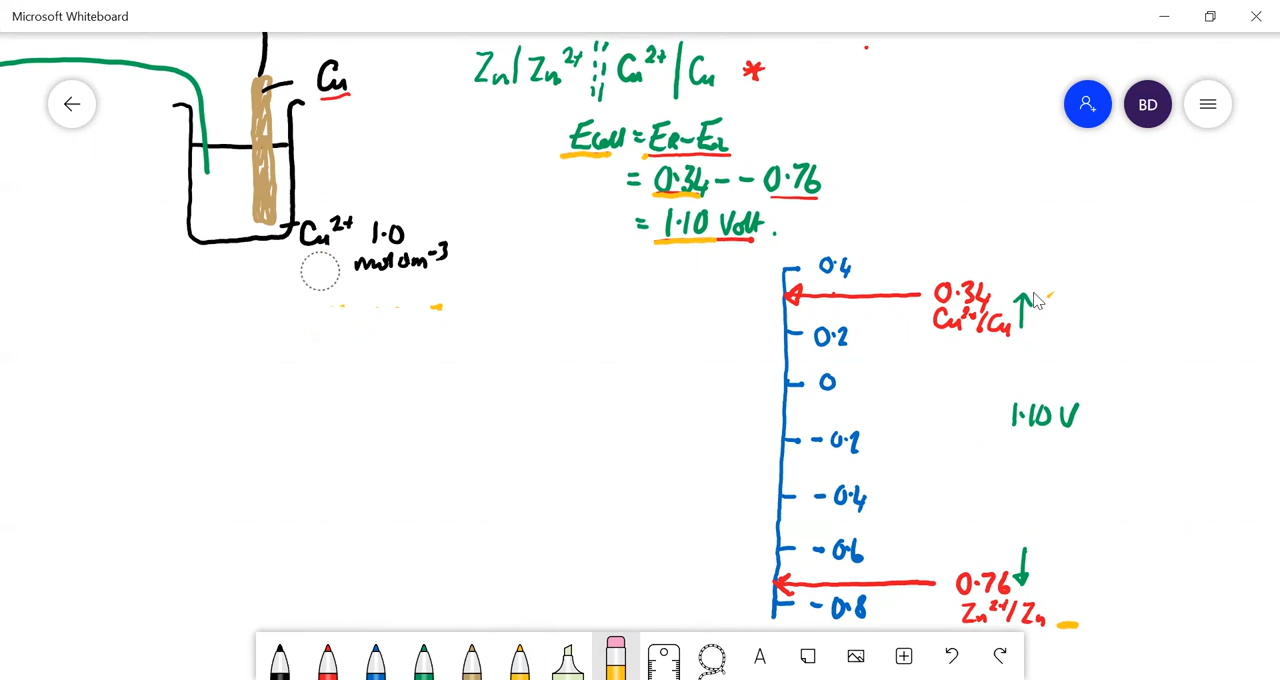 Microsoft Whiteboard
Cu
Zn/Zn2+ ¦¦ Cu2+/Cu *
BD
Ecell = ER-EL
= 0.34 - - 0.76
= 1.10 Volt.
Cu2+ 1.0
mol dm-3
0.4
0.34
Cu2+/Cu
0.2
0
-0.2
1.10 V
-0.4
-0.6
0.76
Zn2+/Zn
-0.8
A